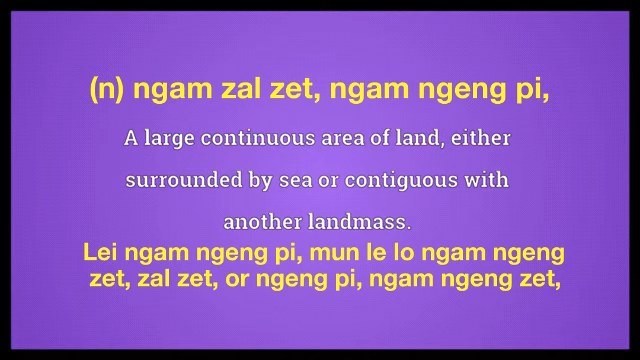 (n) ngam zal zet, ngam ngeng pi,
A large continuous area of land, either
surrounded by sea or contiguous with
another landmass.
Lei ngam ngeng pi, mun le lo ngam ngeng
zet, zal zet, or ngeng pi, ngam ngeng zet,